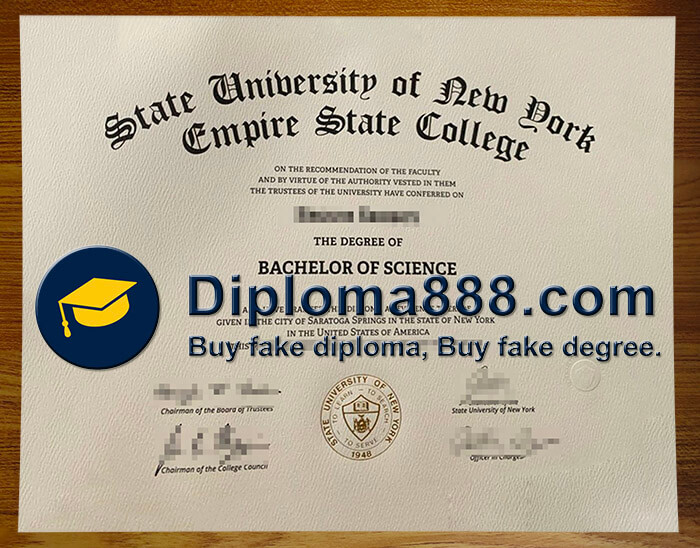 State University of New York
Empire State College
ON THE RECOMMENDATION OF THE FACULTY
AND BY VIRTUE OF THE AUTHORITY VESTED IN THEM
THE TRUSTEES OF THE UNIVERSITY HAVE CONFERRED ON
THE DEGREE OF
BACHELOR OF SCIENCE
Diploma888.com
GIVEN IN THE CITY OF SARATOGA SPRINGS IN THE STATE OF NEW YORK
IN THE UNITED STATES OF AMERICA
Buy fake diploma, Buy fake degree.
Chairman of the Board of Trustees
State University of New York
STATE UNIVERSITY OF NEW YORK
TO LEARN - TO SEARCH - TO SERVE
1948
Chairman of the College Council
Officer in Charge